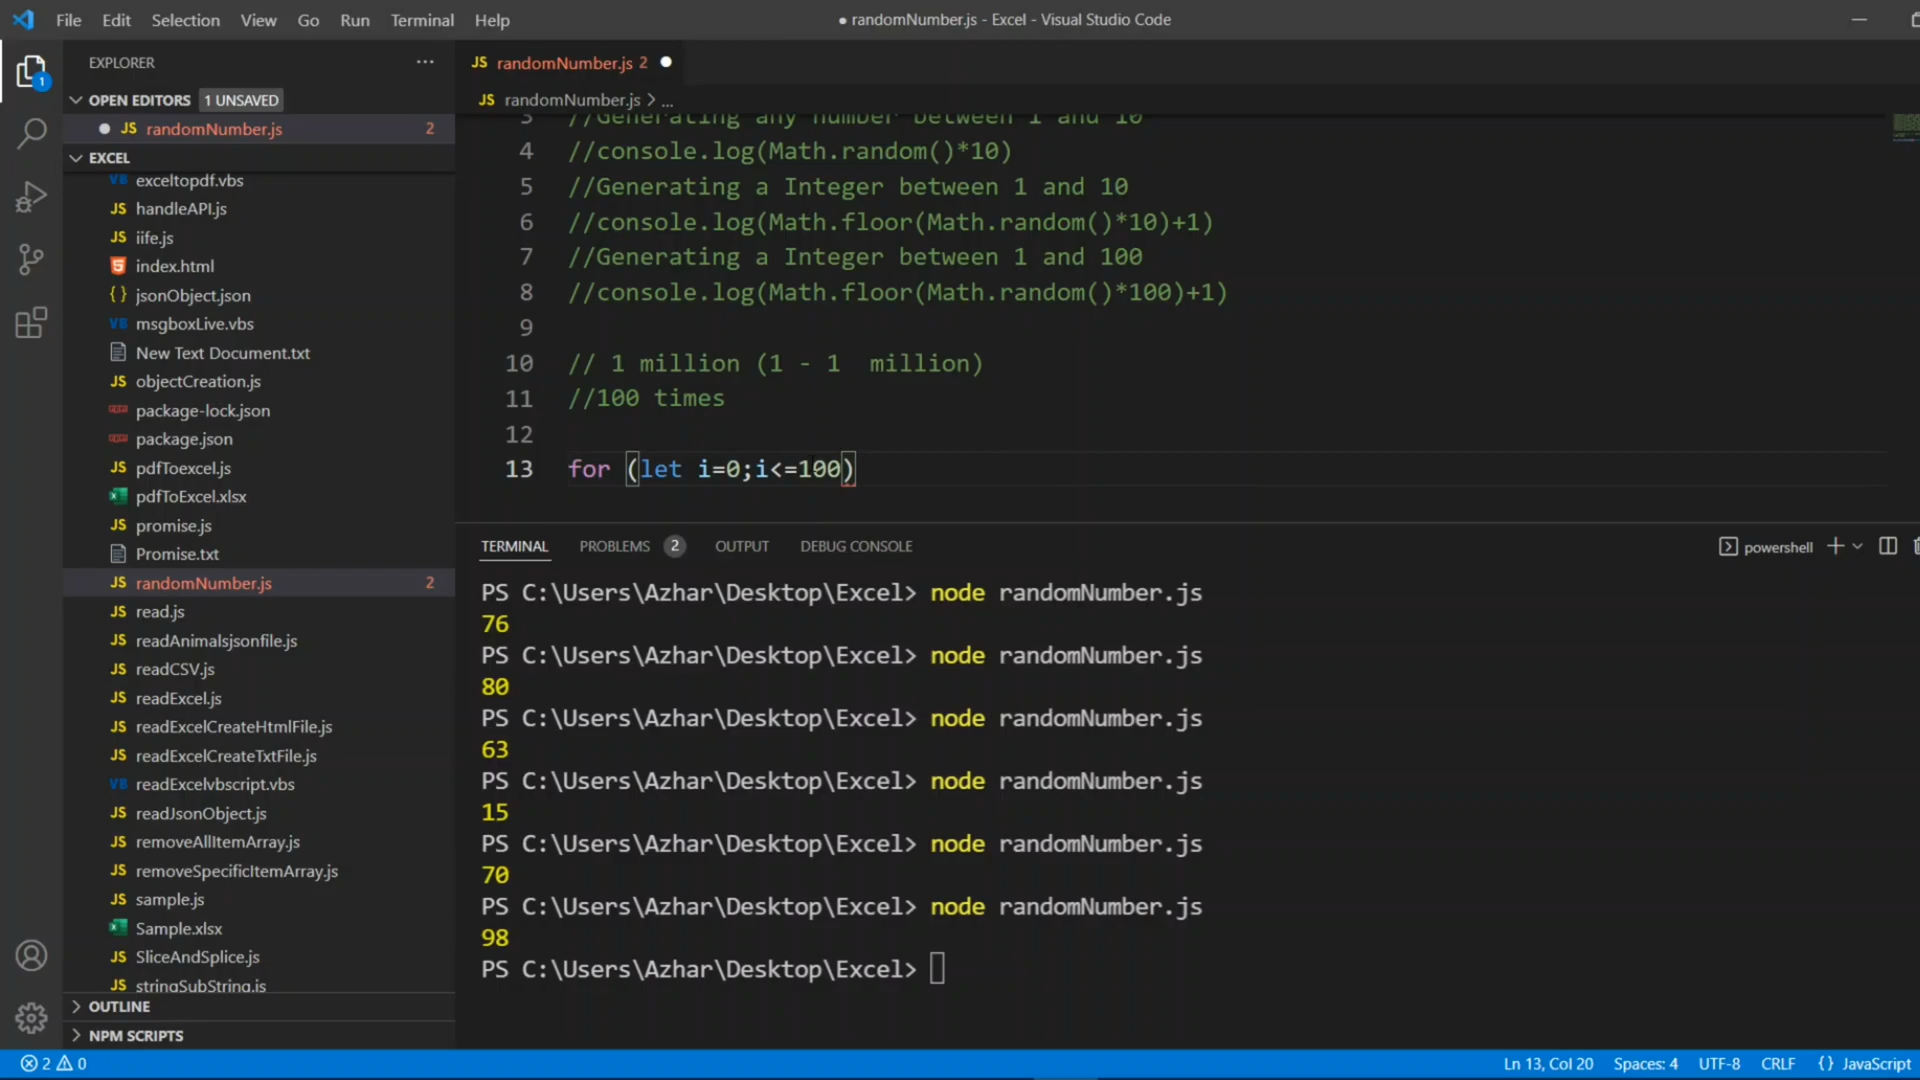 File Edit Selection View Go Run Terminal Help
● randomNumber.js - Excel - Visual Studio Code
EXPLORER
OPEN EDITORS 1 UNSAVED
JS randomNumber.js 2
EXCEL
VB exceltopdf.vbs
JS handleAPI.js
JS iife.js
index.html
{ } jsonObject.json
VB msgboxLive.vbs
New Text Document.txt
JS objectCreation.js
package-lock.json
package.json
JS pdfToexcel.js
pdfToExcel.xlsx
JS promise.js
Promise.txt
JS randomNumber.js 2
JS read.js
JS readAnimalsjsonfile.js
JS readCSV.js
JS readExcel.js
JS readExcelCreateHtmlFile.js
JS readExcelCreateTxtFile.js
VB readExcelvbscript.vbs
JS readJsonObject.js
JS removeAllItemArray.js
JS removeSpecificItemArray.js
JS sample.js
Sample.xlsx
JS SliceAndSplice.js
JS stringSubString.js
OUTLINE
NPM SCRIPTS
1
JS randomNumber.js 2 ●
JS randomNumber.js > ...
3 //Generating any number between 1 and 10
4 //console.log(Math.random()*10)
5 //Generating a Integer between 1 and 10
6 //console.log(Math.floor(Math.random()*10)+1)
7 //Generating a Integer between 1 and 100
8 //console.log(Math.floor(Math.random()*100)+1)
9
10 // 1 million (1 - 1  million)
11 //100 times
12
13 for (let i=0;i<=100)
TERMINAL PROBLEMS 2 OUTPUT DEBUG CONSOLE
powershell
PS C:\Users\Azhar\Desktop\Excel> node randomNumber.js
76
PS C:\Users\Azhar\Desktop\Excel> node randomNumber.js
80
PS C:\Users\Azhar\Desktop\Excel> node randomNumber.js
63
PS C:\Users\Azhar\Desktop\Excel> node randomNumber.js
15
PS C:\Users\Azhar\Desktop\Excel> node randomNumber.js
70
PS C:\Users\Azhar\Desktop\Excel> node randomNumber.js
98
PS C:\Users\Azhar\Desktop\Excel>
2 0
Ln 13, Col 20 Spaces: 4 UTF-8 CRLF { } JavaScript